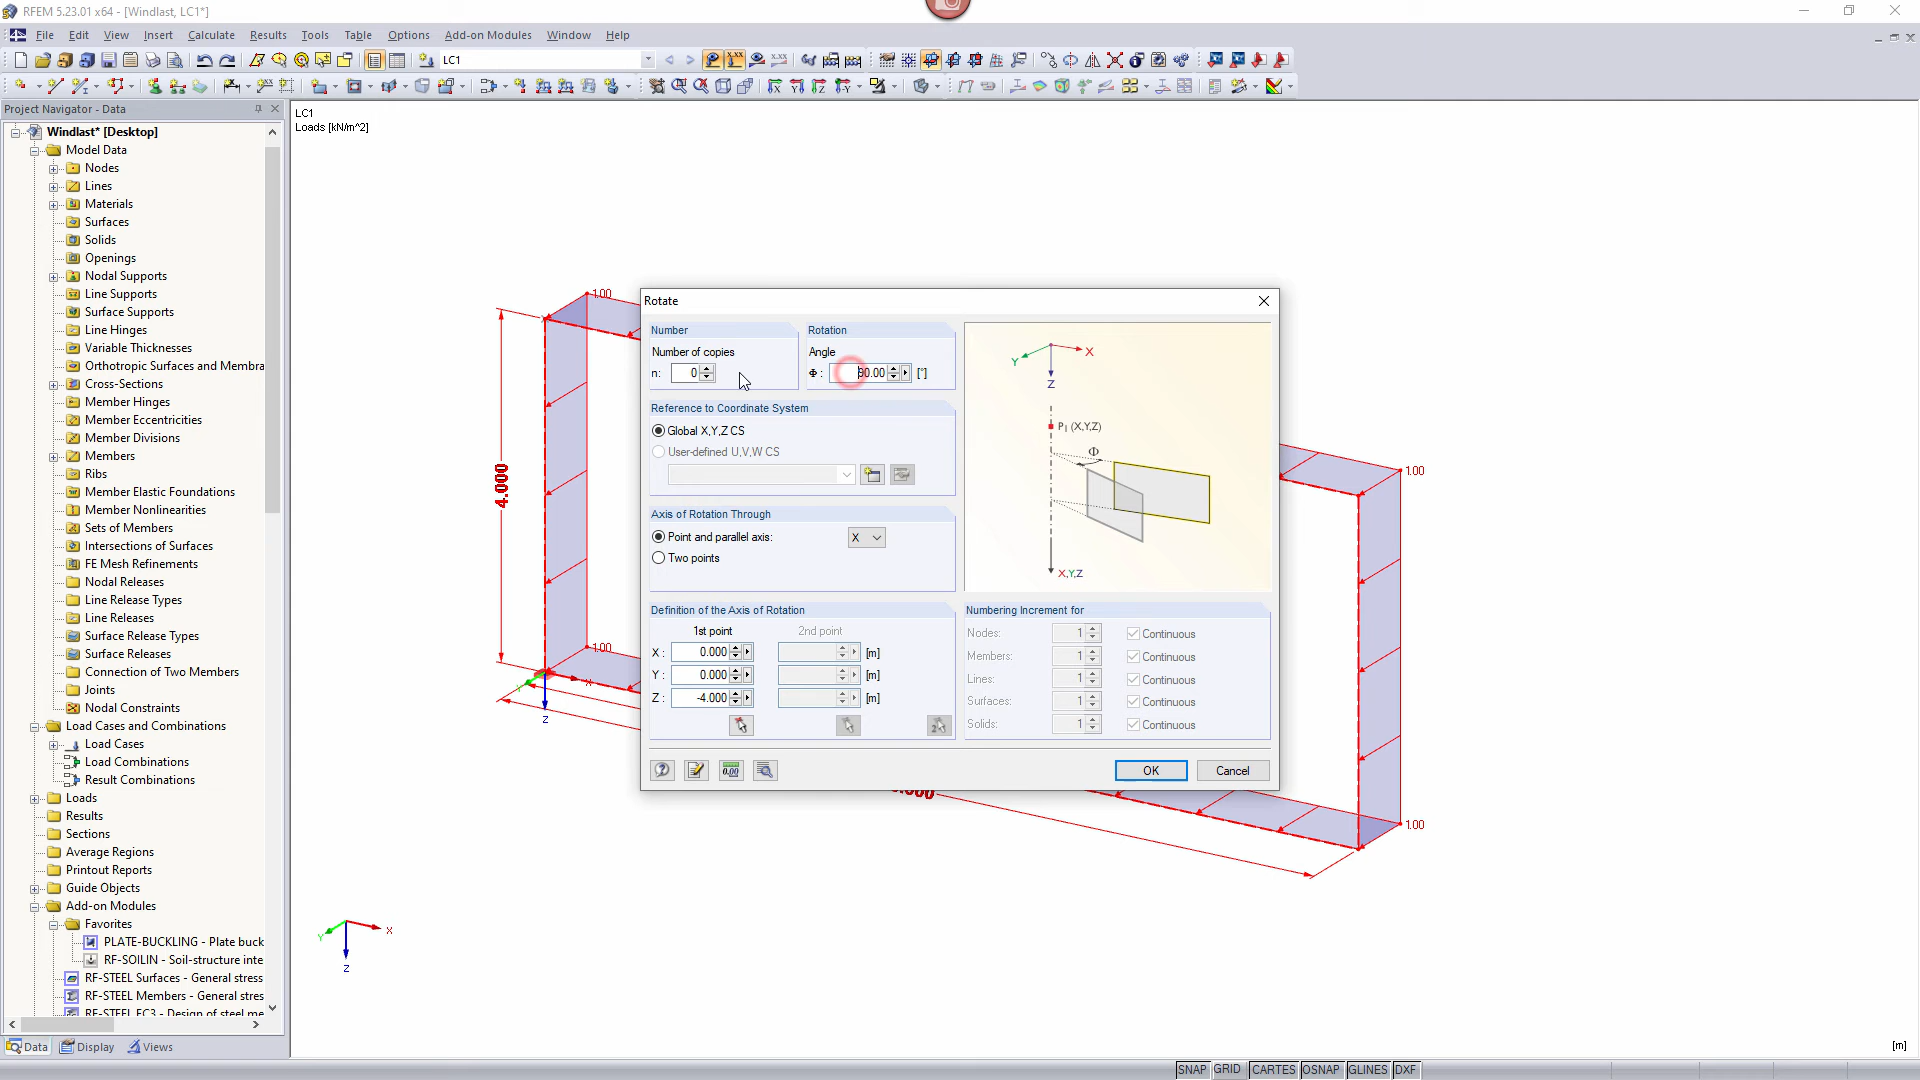 RFEM 5.23.01 x64 - [Windlast, LC1*]
File Edit View Insert Calculate Results Tools Table Options Add-on Modules Window Help
LC1
Project Navigator - Data
Windlast* [Desktop]
Model Data
Nodes
Lines
Materials
Surfaces
Solids
Openings
Nodal Supports
Line Supports
Surface Supports
Line Hinges
Variable Thicknesses
Orthotropic Surfaces and Membra
Cross-Sections
Member Hinges
Member Eccentricities
Member Divisions
Members
Ribs
Member Elastic Foundations
Member Nonlinearities
Sets of Members
Intersections of Surfaces
FE Mesh Refinements
Nodal Releases
Line Release Types
Line Releases
Surface Release Types
Surface Releases
Connection of Two Members
Joints
Nodal Constraints
Load Cases and Combinations
Load Cases
Load Combinations
Result Combinations
Loads
Results
Sections
Average Regions
Printout Reports
Guide Objects
Add-on Modules
Favorites
PLATE-BUCKLING - Plate buck
RF-SOILIN - Soil-structure inte
RF-STEEL Surfaces - General stress
RF-STEEL Members - General stres
RF-STEEL EC3 - Design of steel me
Data Display Views
LC1
Loads [kN/m^2]
1.00
4.000
1.00
X
Z
1.00
1.00
Y X
Z
Rotate
Number
Number of copies
n: 0
Rotation
Angle
Φ : 90.00 [°]
Reference to Coordinate System
Global X,Y,Z CS
User-defined U,V,W CS
Axis of Rotation Through
Point and parallel axis: X
Two points
Y X
Z
P1 (X,Y,Z)
Φ
X,Y,Z
Definition of the Axis of Rotation
1st point 2nd point
X : 0.000 [m]
Y : 0.000 [m]
Z : -4.000 [m]
Numbering Increment for
Nodes: 1 Continuous
Members: 1 Continuous
Lines: 1 Continuous
Surfaces: 1 Continuous
Solids: 1 Continuous
0.00
OK Cancel
[m]
SNAP GRID CARTES OSNAP GLINES DXF